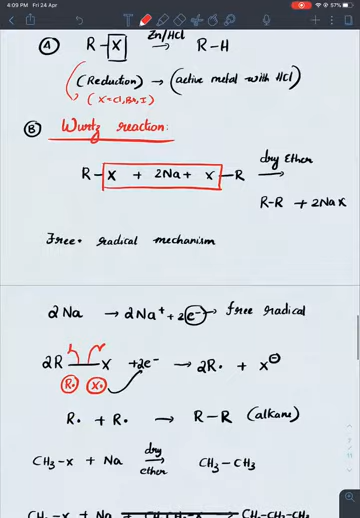 4:09 PM Fri 24 Apr
57%
Ⓐ R-X Zn/HCl R-H
(Reduction) → (active metal with HCl)
(X=Cl,Br,I)
Ⓑ Wurtz reaction:
R-X + 2Na + X-R dry Ether →
R-R + 2NaX
Free• radical mechanism
2Na → 2Na⁺ + 2e⁻ → free radical
2R—X +2e⁻ → 2R• + X⊖
R• X•
R• + R• → R-R (alkane)
CH₃-X + Na dry ether → CH₃-CH₃